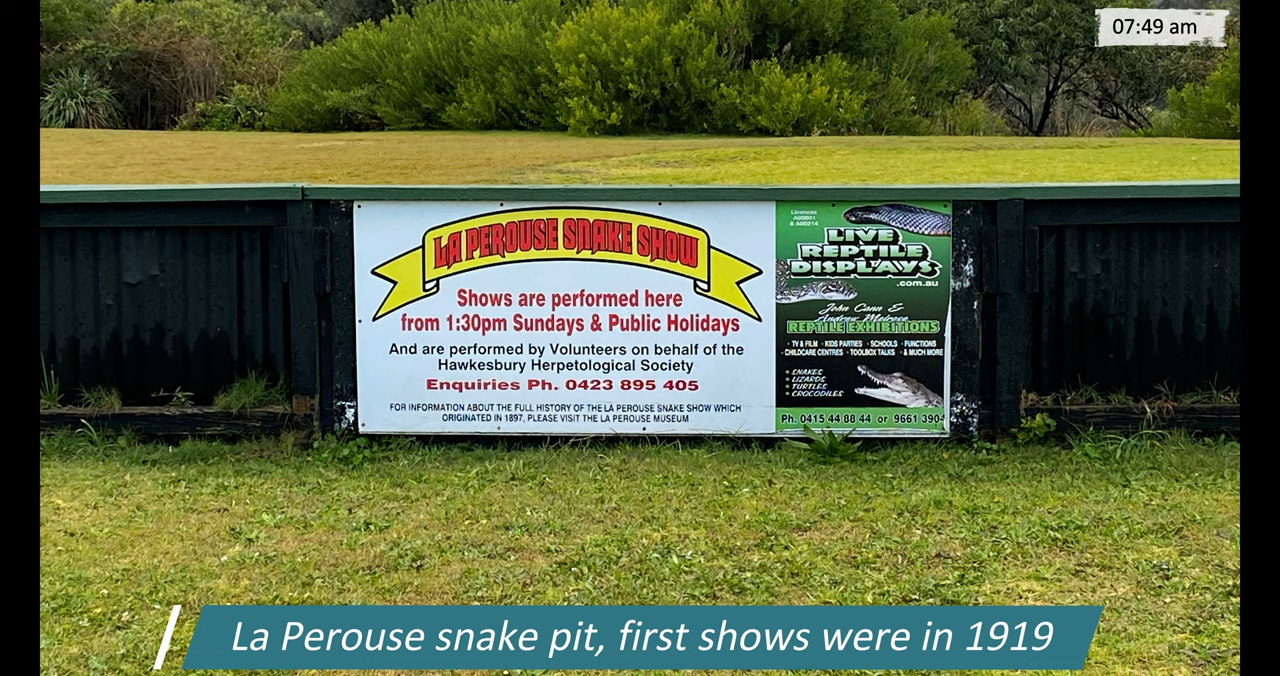 07:49 am
LA PEROUSE SNAKE SHOW
Shows are performed here
from 1:30pm Sundays & Public Holidays
And are performed by Volunteers on behalf of the
Hawkesbury Herpetological Society
Enquiries Ph. 0423 895 405
FOR INFORMATION ABOUT THE FULL HISTORY OF THE LA PEROUSE SNAKE SHOW WHICH
ORIGINATED IN 1897, PLEASE VISIT THE LA PEROUSE MUSEUM
Licences
A00001
& A00214
LIVE
REPTILE
DISPLAYS
.com.au
John Cann &
Andrew Melrose
REPTILE EXHIBITIONS
• TV & FILM • KIDS PARTIES • SCHOOLS • FUNCTIONS
• CHILDCARE CENTRES • TOOLBOX TALKS • & MUCH MORE
• SNAKES
• LIZARDS
• TURTLES
• CROCODILES
Ph. 0415 44 88 44 or 9661 3904
La Perouse snake pit, first shows were in 1919